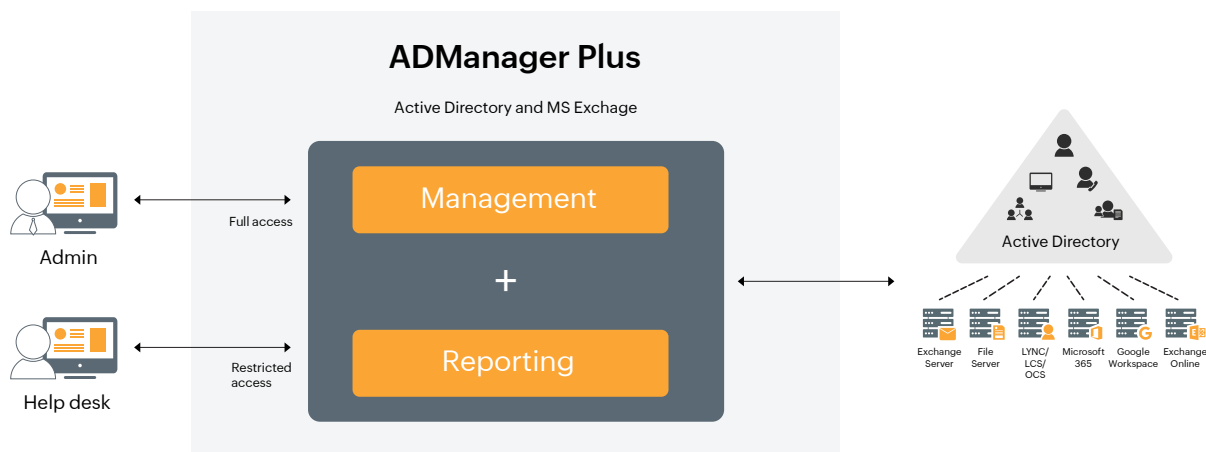 ADManager Plus
Active Directory and MS Exchage
Management
+
Reporting
Full access
Admin
Restricted
access
Help desk
Active Directory
Exchange
Server
File
Server
LYNC/
LCS/
OCS
Microsoft
365
Google
Workspace
Exchange
Online